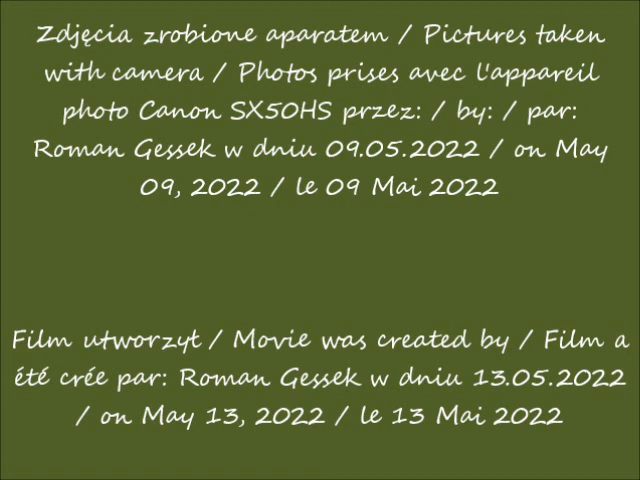 Zdjęcia zrobione aparatem / Pictures taken
with camera / Photos prises avec l'appareil
photo Canon SX50HS przez: / by: / par:
Roman Gessek w dniu 09.05.2022 / on May
09, 2022 / le 09 Mai 2022
Film utworzył / Movie was created by / Film a
été crée par: Roman Gessek w dniu 13.05.2022
/ on May 13, 2022 / le 13 Mai 2022